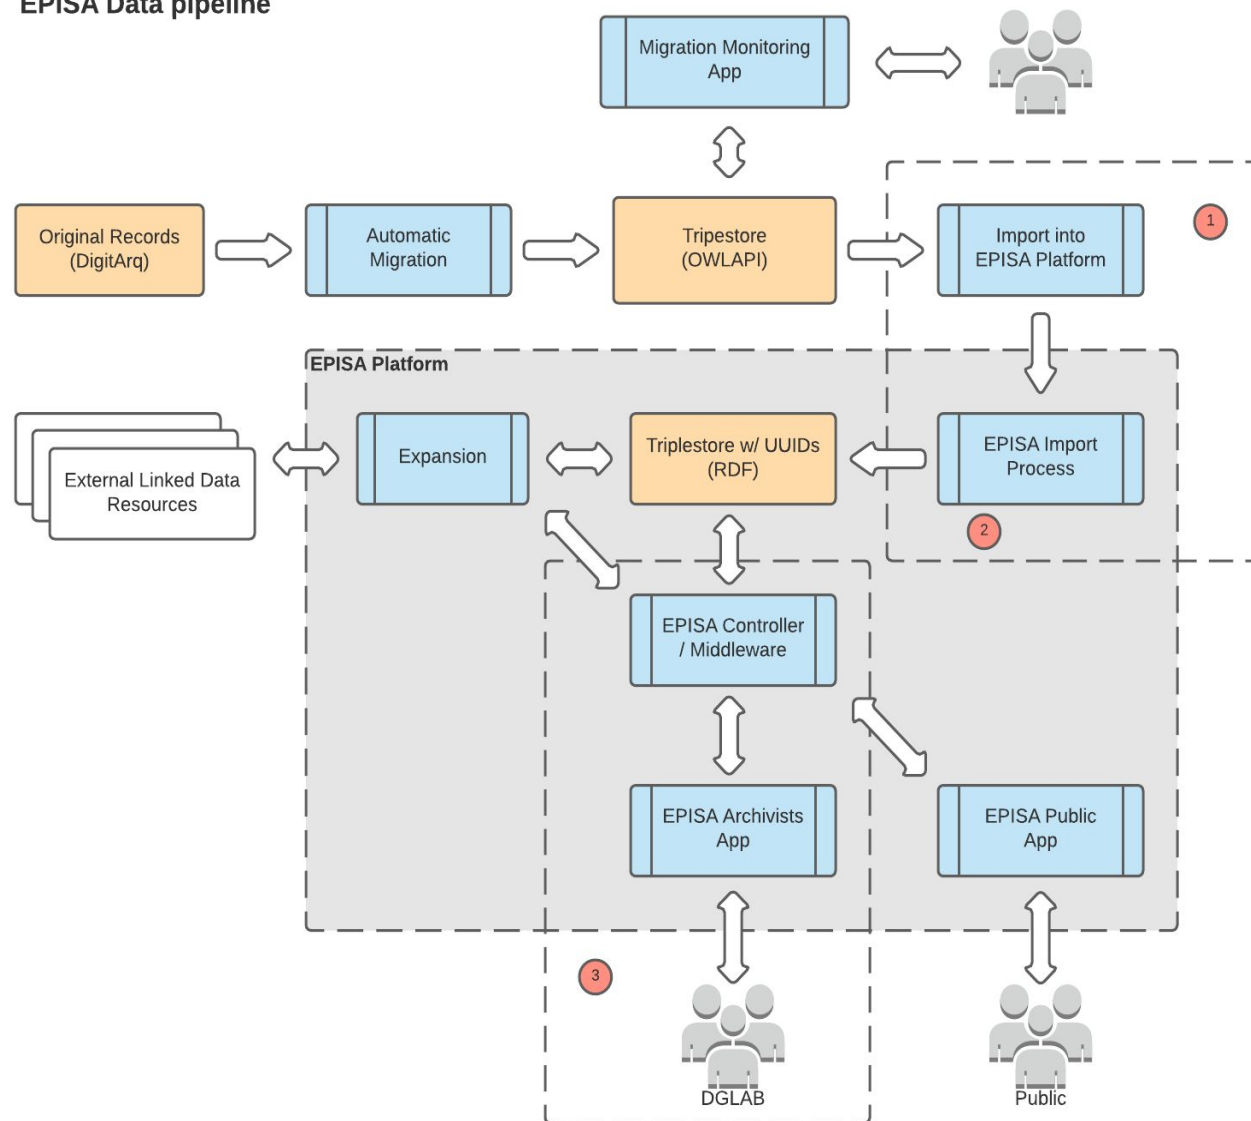 EPISA Data pipeline
Migration Monitoring
App
Original Records
(DigitArq)
Automatic
Migration
Tripestore
(OWLAPI)
Import into
EPISA Platform
1
EPISA Platform
External Linked Data
Resources
Expansion
Triplestore w/ UUIDs
(RDF)
EPISA Import
Process
2
EPISA Controller
/ Middleware
EPISA Archivists
App
EPISA Public
App
3
DGLAB
Public